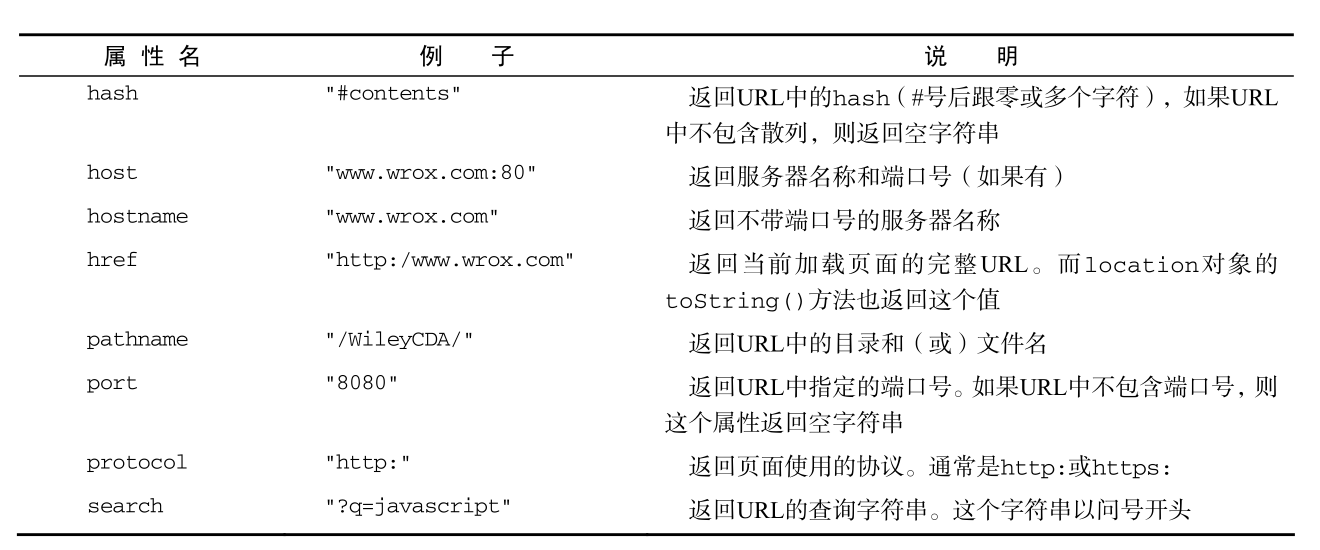 属 性 名 例 子 说 明
hash "#contents" 返回URL中的hash（#号后跟零或多个字符），如果URL
中不包含散列，则返回空字符串
host "www.wrox.com:80" 返回服务器名称和端口号（如果有）
hostname "www.wrox.com" 返回不带端口号的服务器名称
href "http:/www.wrox.com" 返回当前加载页面的完整URL。而location对象的
toString()方法也返回这个值
pathname "/WileyCDA/" 返回URL中的目录和（或）文件名
port "8080" 返回URL中指定的端口号。如果URL中不包含端口号，则
这个属性返回空字符串
protocol "http:" 返回页面使用的协议。通常是http:或https:
search "?q=javascript" 返回URL的查询字符串。这个字符串以问号开头